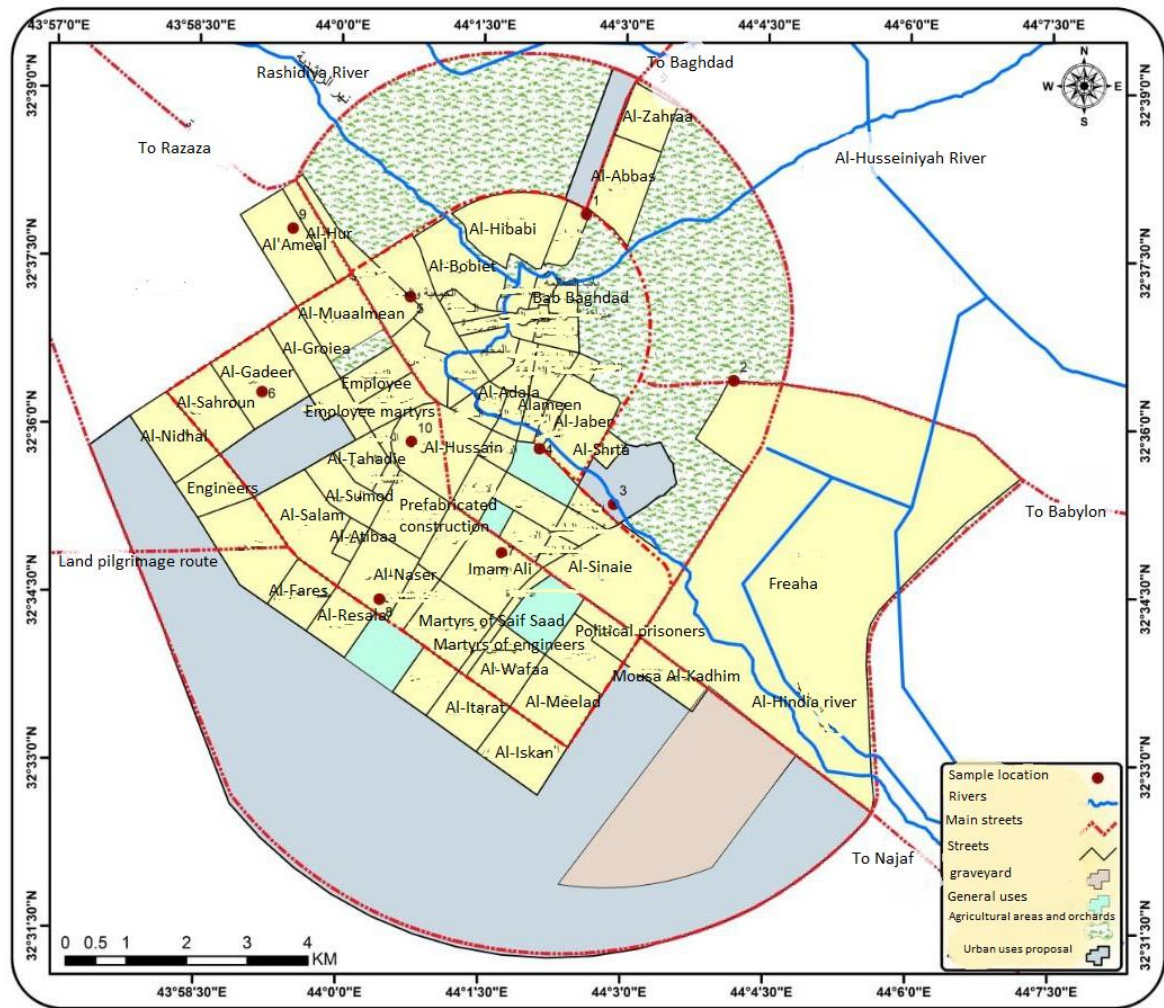 43°57'0"E 43°58'30"E 44°0'0"E 44°1'30"E 44°3'0"E 44°4'30"E 44°6'0"E 44°7'30"E
To Baghdad
N
W E
S
Rashidiya River
نهر الرشدية
32°39'0"N
32°39'0"N
Al-Zahraa
To Razaza
Al-Husseiniyah River
Al-Abbas
1
9
Al-Hur
Al'Ameal
Al-Hibabi
32°37'30"N
32°37'30"N
Al-Bobiet
Bab Baghdad
5
Al-Muaalmean
Al-Groiea
Al-Gadeer
Employee
2
6
Al-Adala
Al-Sahroun
Alameen
Employee martyrs
Al-Jaber
32°36'0"N
32°36'0"N
Al-Nidhal
10
Al-Hussain
4
Al-Shrta
Al-Tahadie
Engineers
Al-Sumod
3
Prefabricated
construction
Al-Salam
To Babylon
Al-Atibaa
Land pilgrimage route
7
Imam Ali
Al-Sinaie
Al-Naser
Freaha
32°34'30"N
32°34'30"N
Al-Fares
Al-Resala
8
Martyrs of Saif Saad
Political prisoners
Martyrs of engineers
Al-Wafaa
Mousa Al-Kadhim
Al-Itarat
Al-Meelad
Al-Hindia river
Al-Iskan
32°33'0"N
32°33'0"N
Sample location
Rivers
Main streets
Streets
graveyard
General uses
Agricultural areas and orchards
Urban uses proposal
To Najaf
32°31'30"N
32°31'30"N
0 0.5 1 2 3 4
KM
43°58'30"E 44°0'0"E 44°1'30"E 44°3'0"E 44°4'30"E 44°6'0"E 44°7'30"E